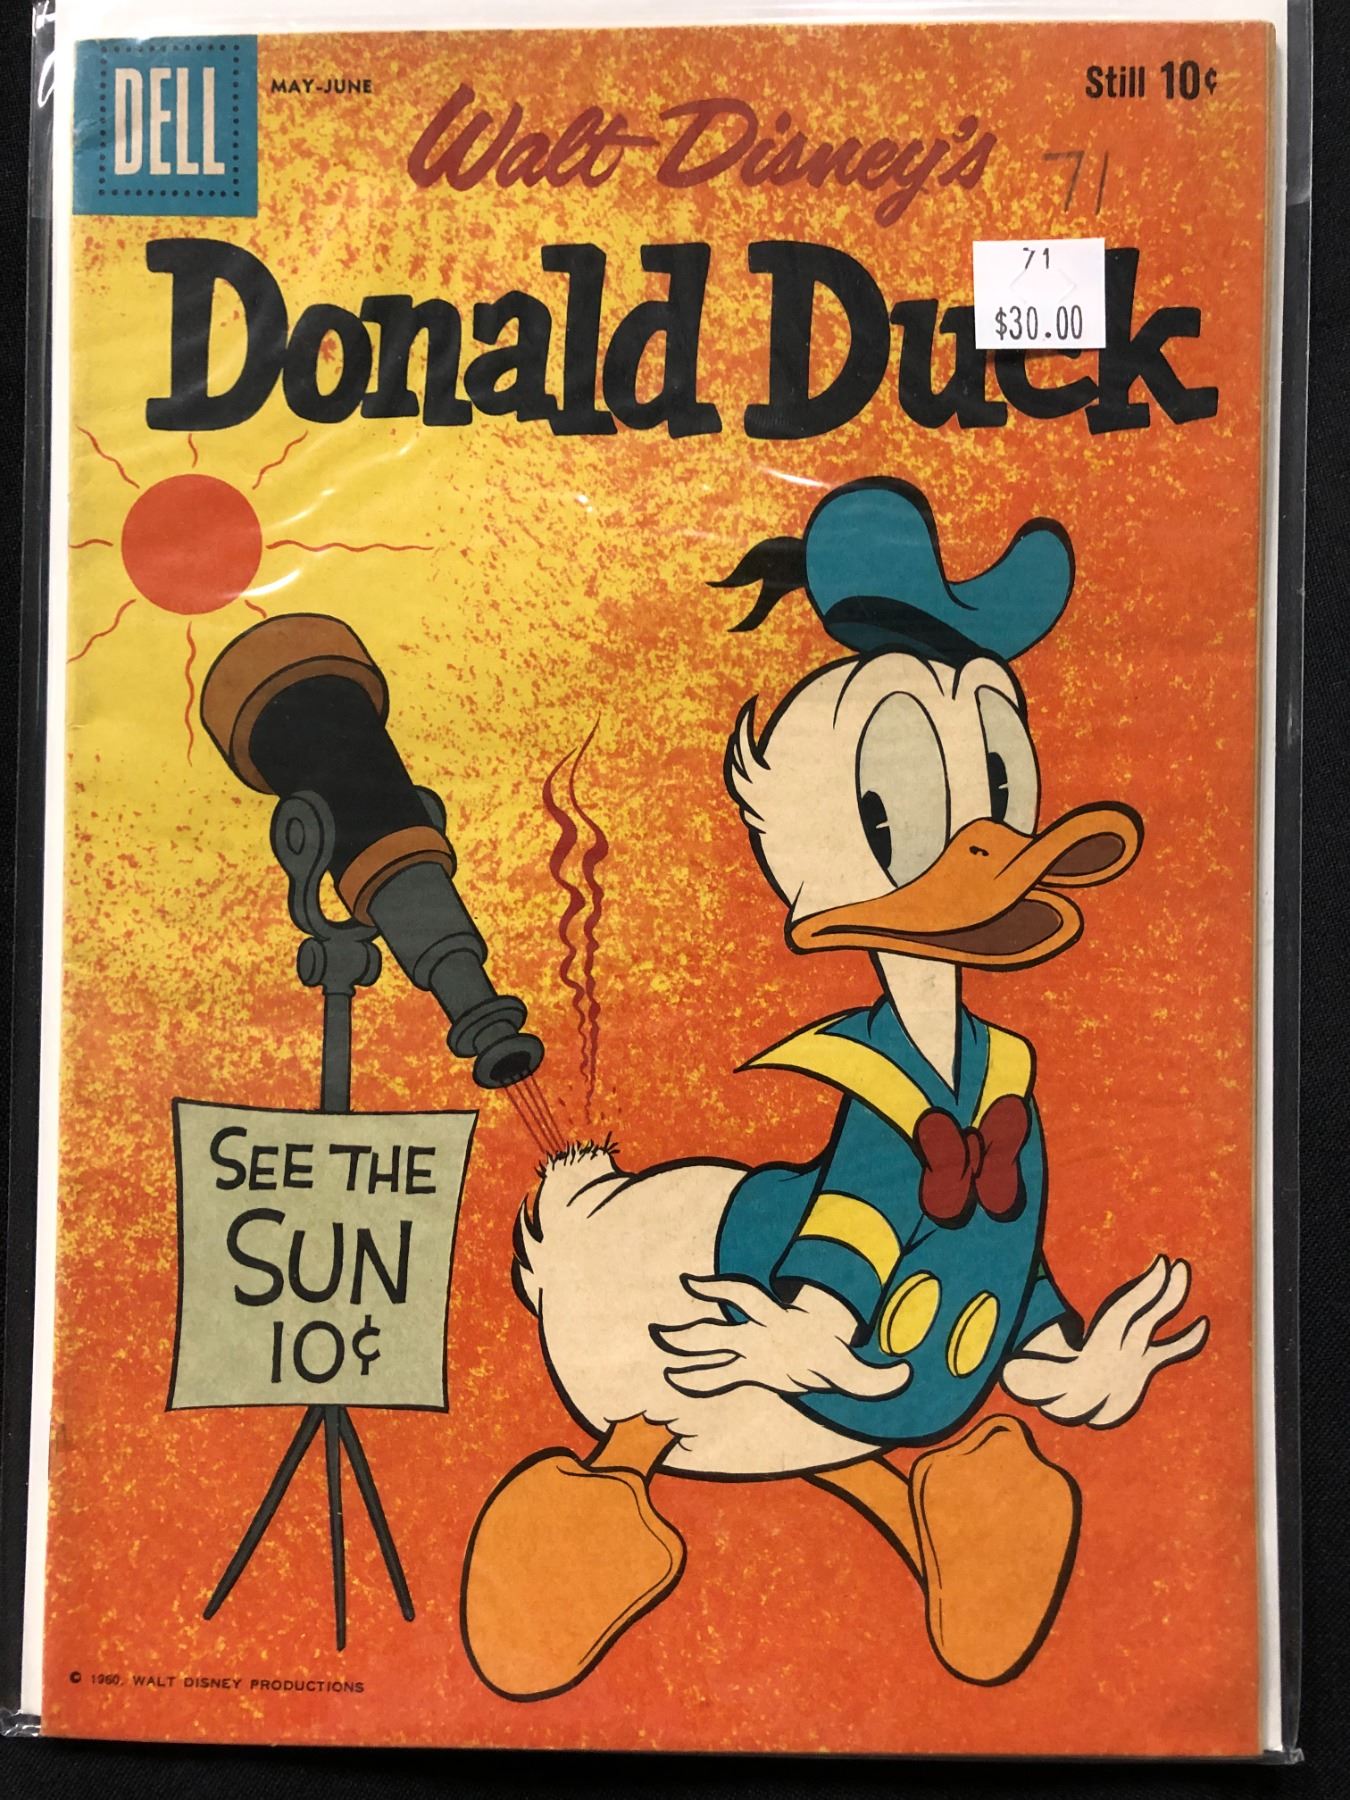 DELL
MAY-JUNE
Still 10¢
Walt Disney's
71
Donald Duck
71
$30.00
SEE THE
SUN
10¢
© 1960, WALT DISNEY PRODUCTIONS